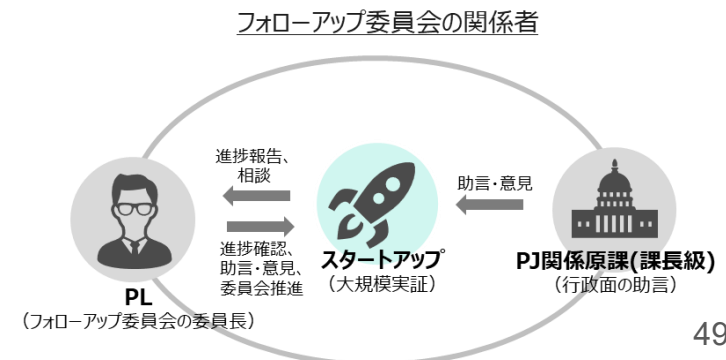 フォローアップ委員会の関係者
進捗報告、
相談
助言・意見
進捗確認、
助言・意見、
委員会推進
スタートアップ
（大規模実証）
PJ関係原課(課長級)
（行政面の助言）
PL
（フォローアップ委員会の委員長）
49